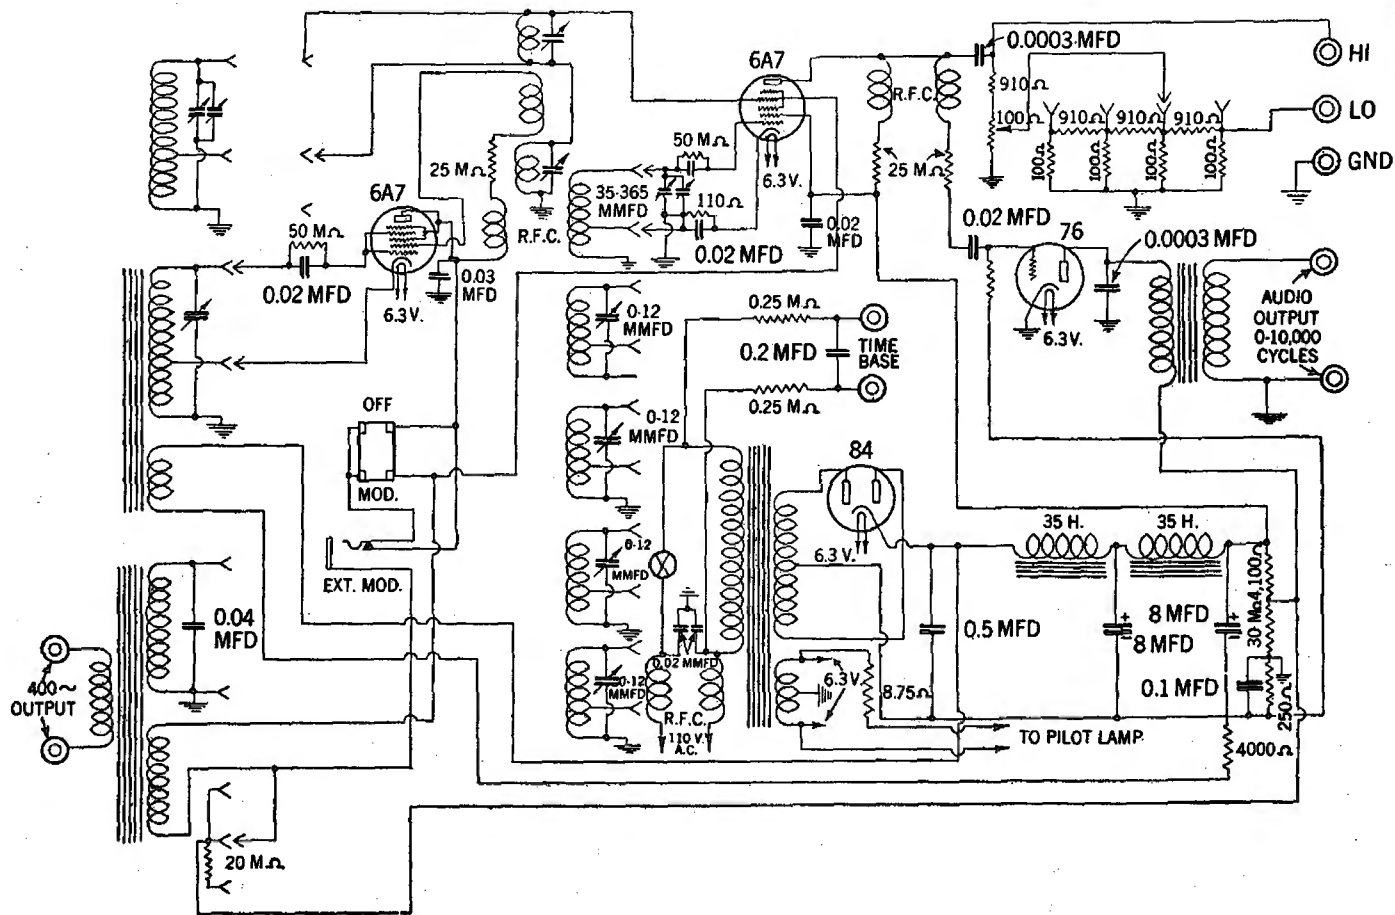 6A7
0.0003 MFD
HI
910Ω
R.F.C.
100Ω
910Ω
910Ω
910Ω
LO
50 MΩ
25 MΩ
35-365
MMFD
110Ω
6.3V.
25 MΩ
100Ω
100Ω
100Ω
100Ω
GND
6A7
50 MΩ
R.F.C.
0.02
MFD
0.02 MFD
76
0.0003 MFD
0.02 MFD
0.02 MFD
0.03
MFD
6.3V.
6.3V.
AUDIO
OUTPUT
0-10,000
CYCLES
0-12
MMFD
0.25 MΩ
0.2 MFD
TIME
BASE
0.25 MΩ
OFF
MOD.
0-12
MMFD
84
35 H.
35 H.
6.3V.
EXT. MOD.
0-12
MMFD
0.04
MFD
0.5 MFD
8 MFD
8 MFD
30 MΩ
4,100Ω
400~
OUTPUT
0.02 MMFD
0-12
MMFD
6.3V.
8.75Ω
0.1 MFD
250Ω
R.F.C.
110 V.
A.C.
TO PILOT LAMP
4000Ω
20 MΩ